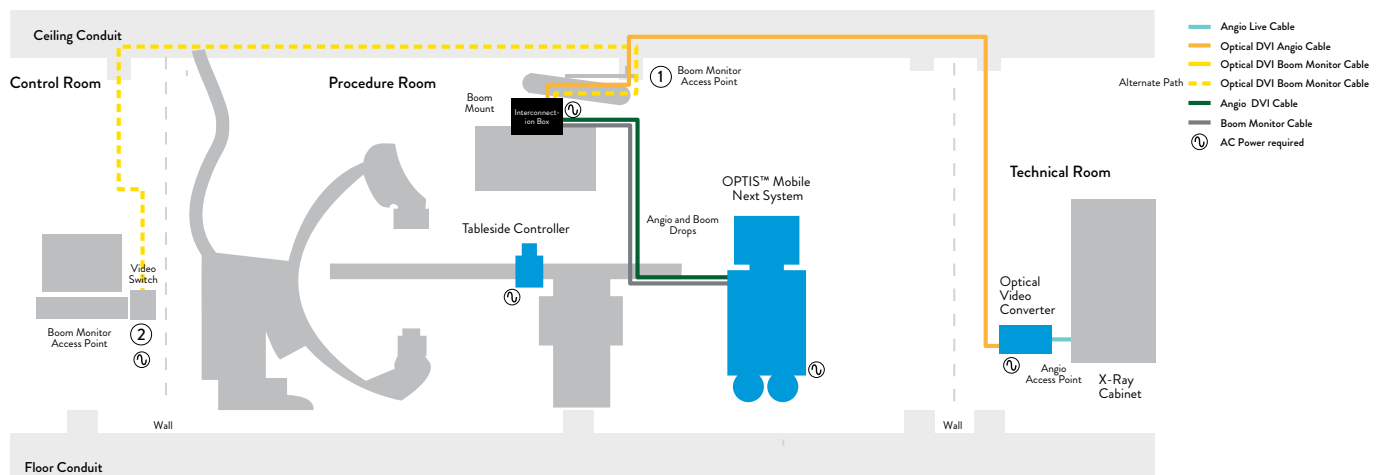 Ceiling Conduit
Control Room
Procedure Room
Boom
Mount
Interconnect-
ion Box
1
Boom Monitor
Access Point
Angio Live Cable
Optical DVI Angio Cable
Optical DVI Boom Monitor Cable
Alternate Path
Optical DVI Boom Monitor Cable
Angio DVI Cable
Boom Monitor Cable
AC Power required
Technical Room
OPTIS™ Mobile
Next System
Angio and Boom
Drops
Tableside Controller
Video
Switch
Boom Monitor
Access Point
2
Optical
Video
Converter
Angio
Access Point
X-Ray
Cabinet
Wall
Wall
Floor Conduit